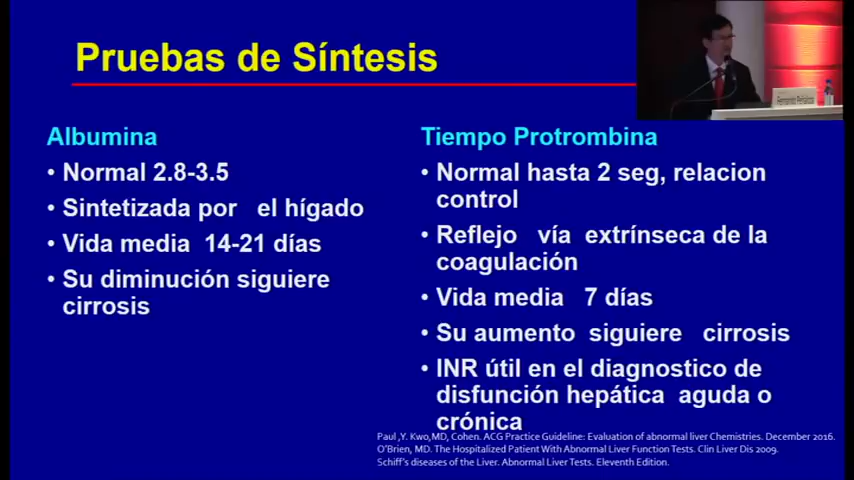 Pruebas de Síntesis
Albumina
• Normal 2.8-3.5
• Sintetizada por el hígado
• Vida media 14-21 días
• Su diminución siguiere
cirrosis
Tiempo Protrombina
• Normal hasta 2 seg, relacion
control
• Reflejo vía extrínseca de la
coagulación
• Vida media 7 días
• Su aumento siguiere cirrosis
• INR útil en el diagnostico de
disfunción hepática aguda o
crónica
Paul ,Y. Kwo,MD, Cohen. ACG Practice Guideline: Evaluation of abnormal liver Chemistries. December 2016.
O'Brien, MD. The Hospitalized Patient With Abnormal Liver Function Tests. Clin Liver Dis 2009.
Schiff's diseases of the Liver. Abnormal Liver Tests. Eleventh Edition.